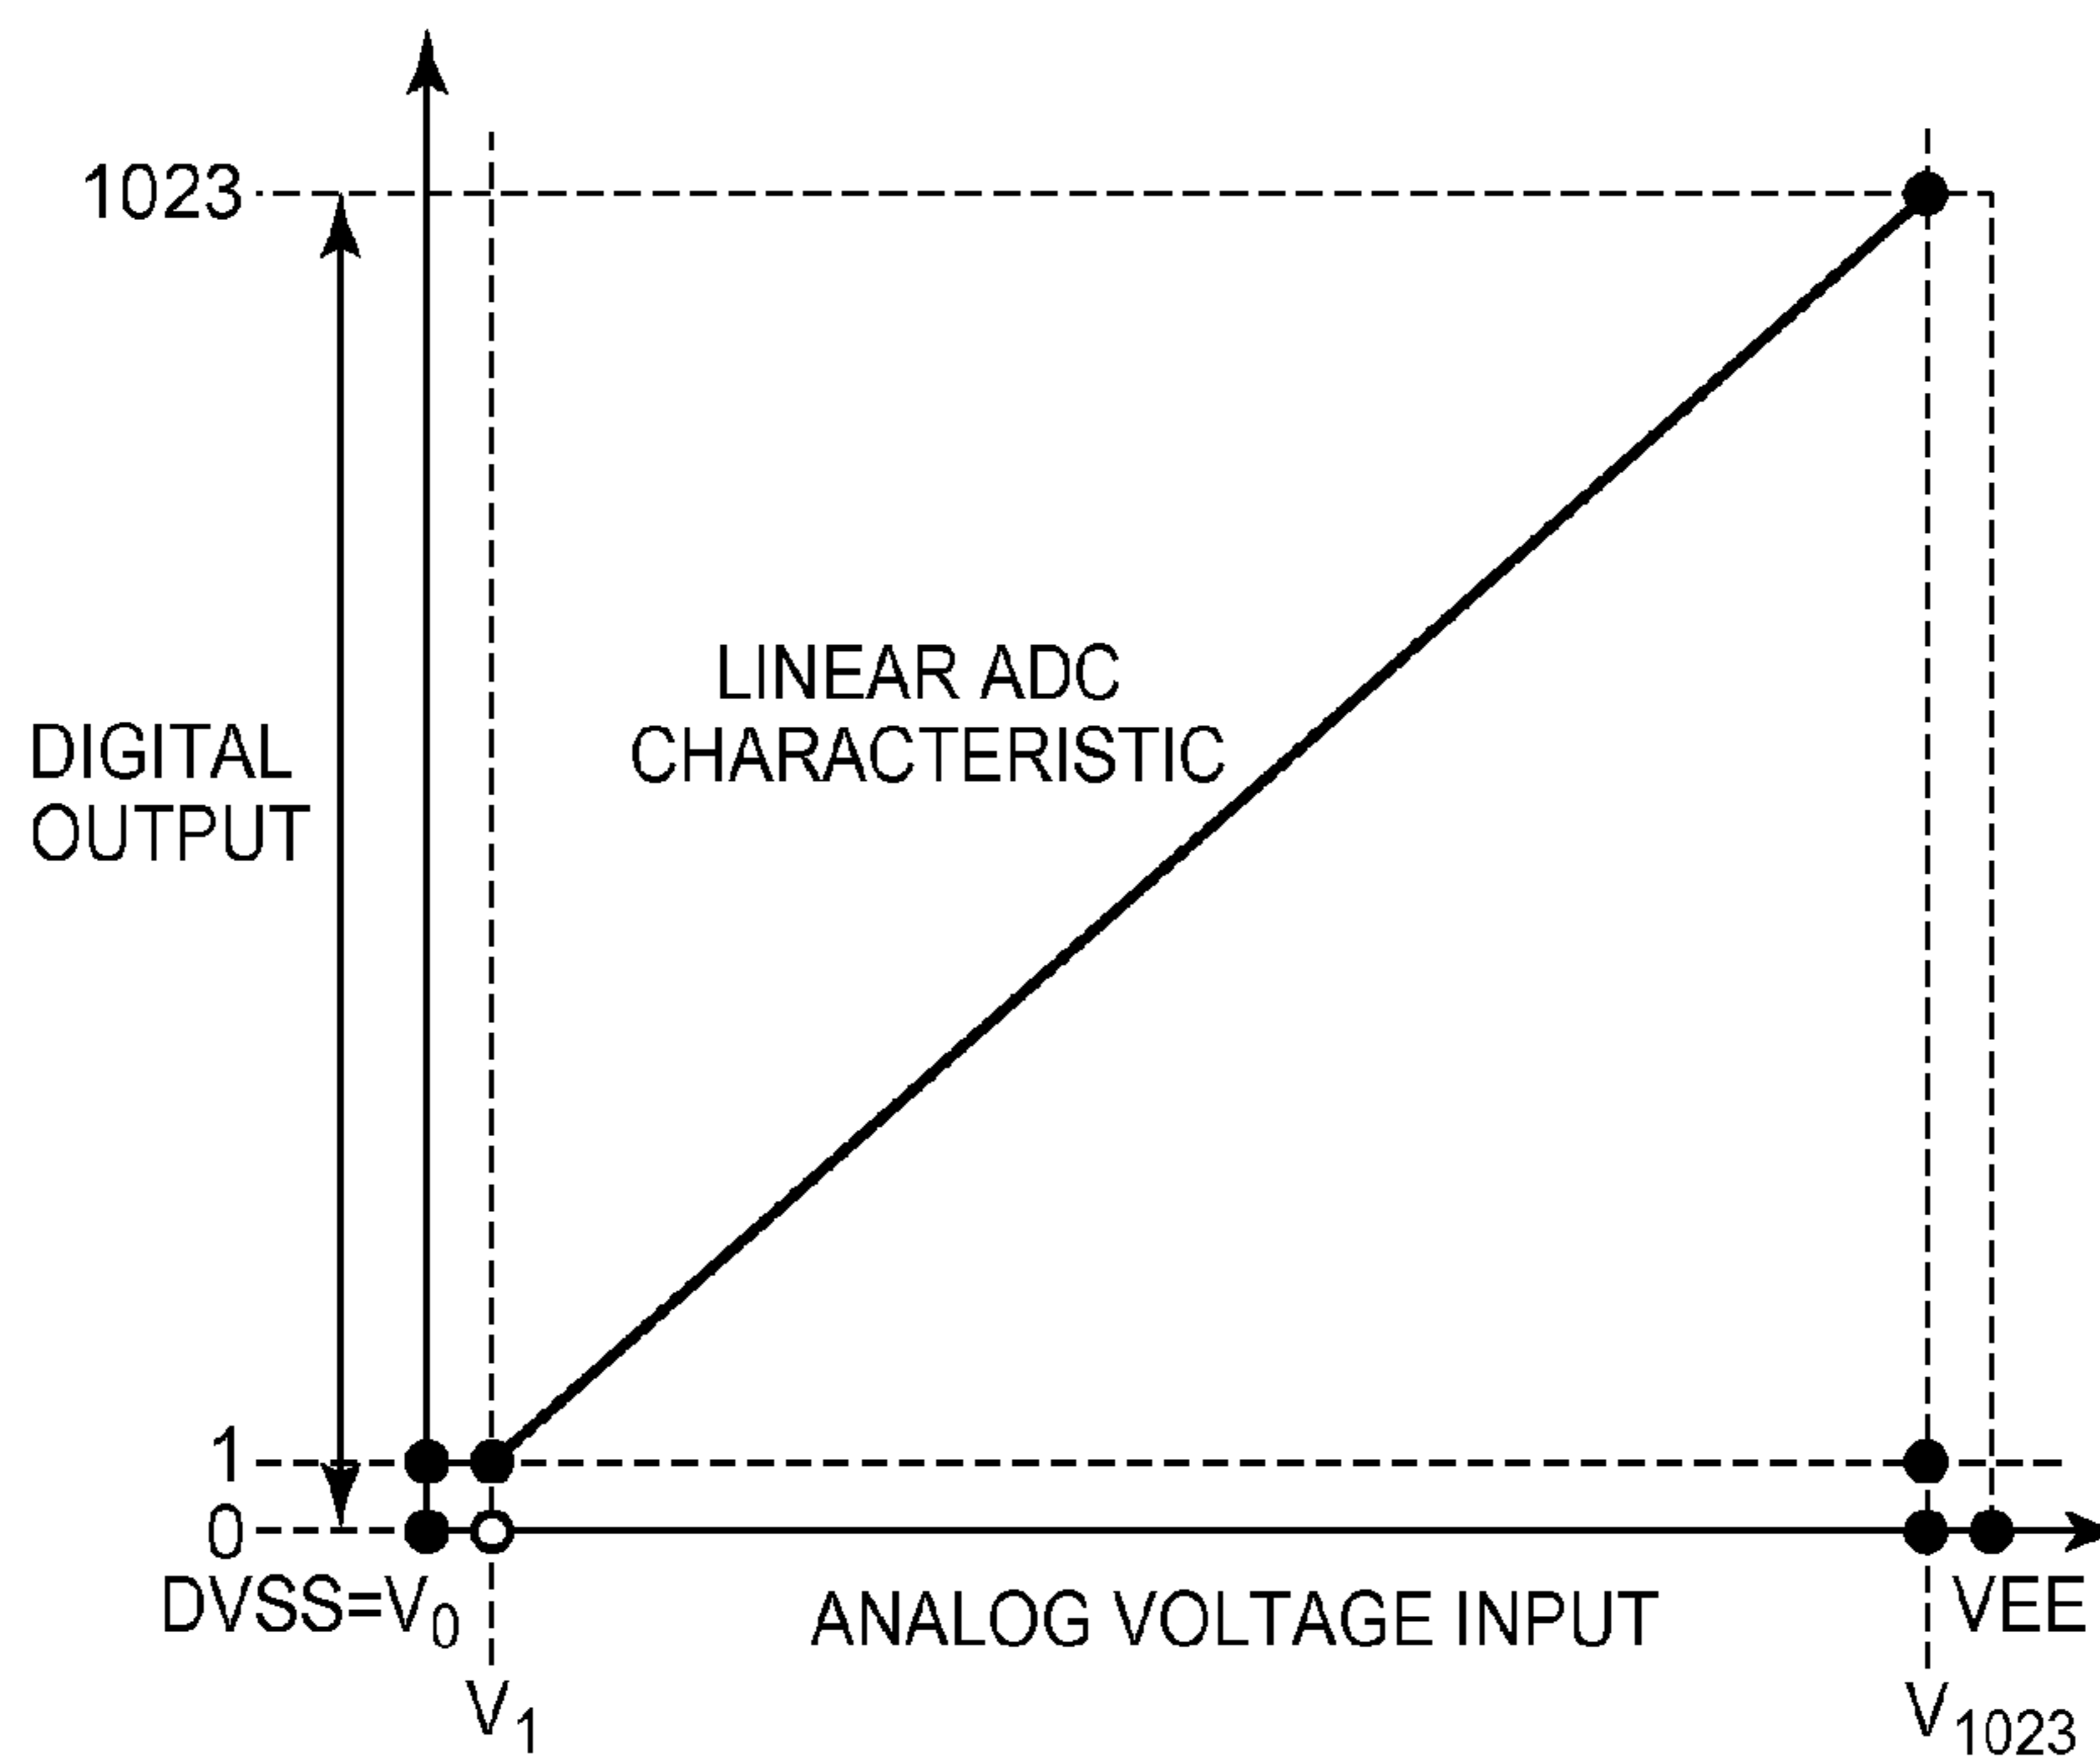 1023
LINEAR ADC
CHARACTERISTIC
DIGITAL
OUTPUT
1
0
DVSS=V₀
ANALOG VOLTAGE INPUT
VEE
V₁
V₁₀₂₃